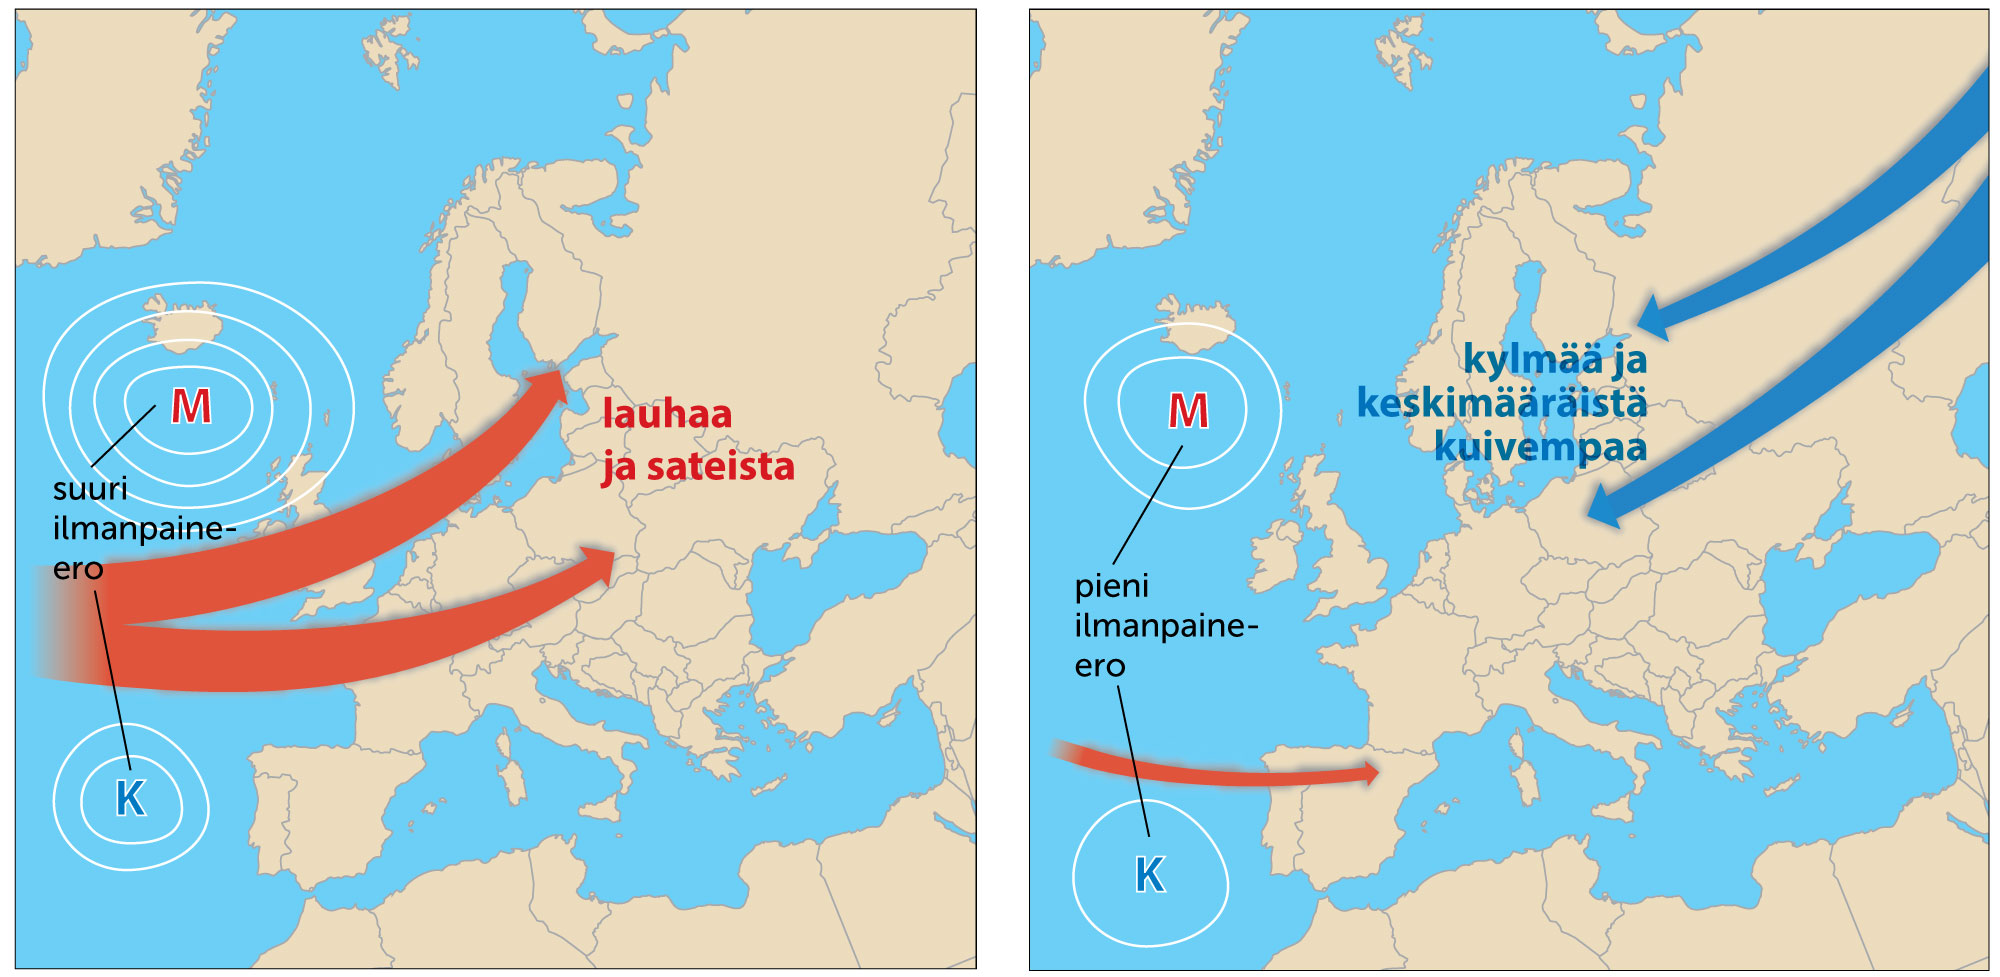 M
lauhaa
ja sateista
suuri
ilmanpaine-
ero
K
kylmää ja
keskimääräistä
kuivempaa
M
pieni
ilmanpaine-
ero
K